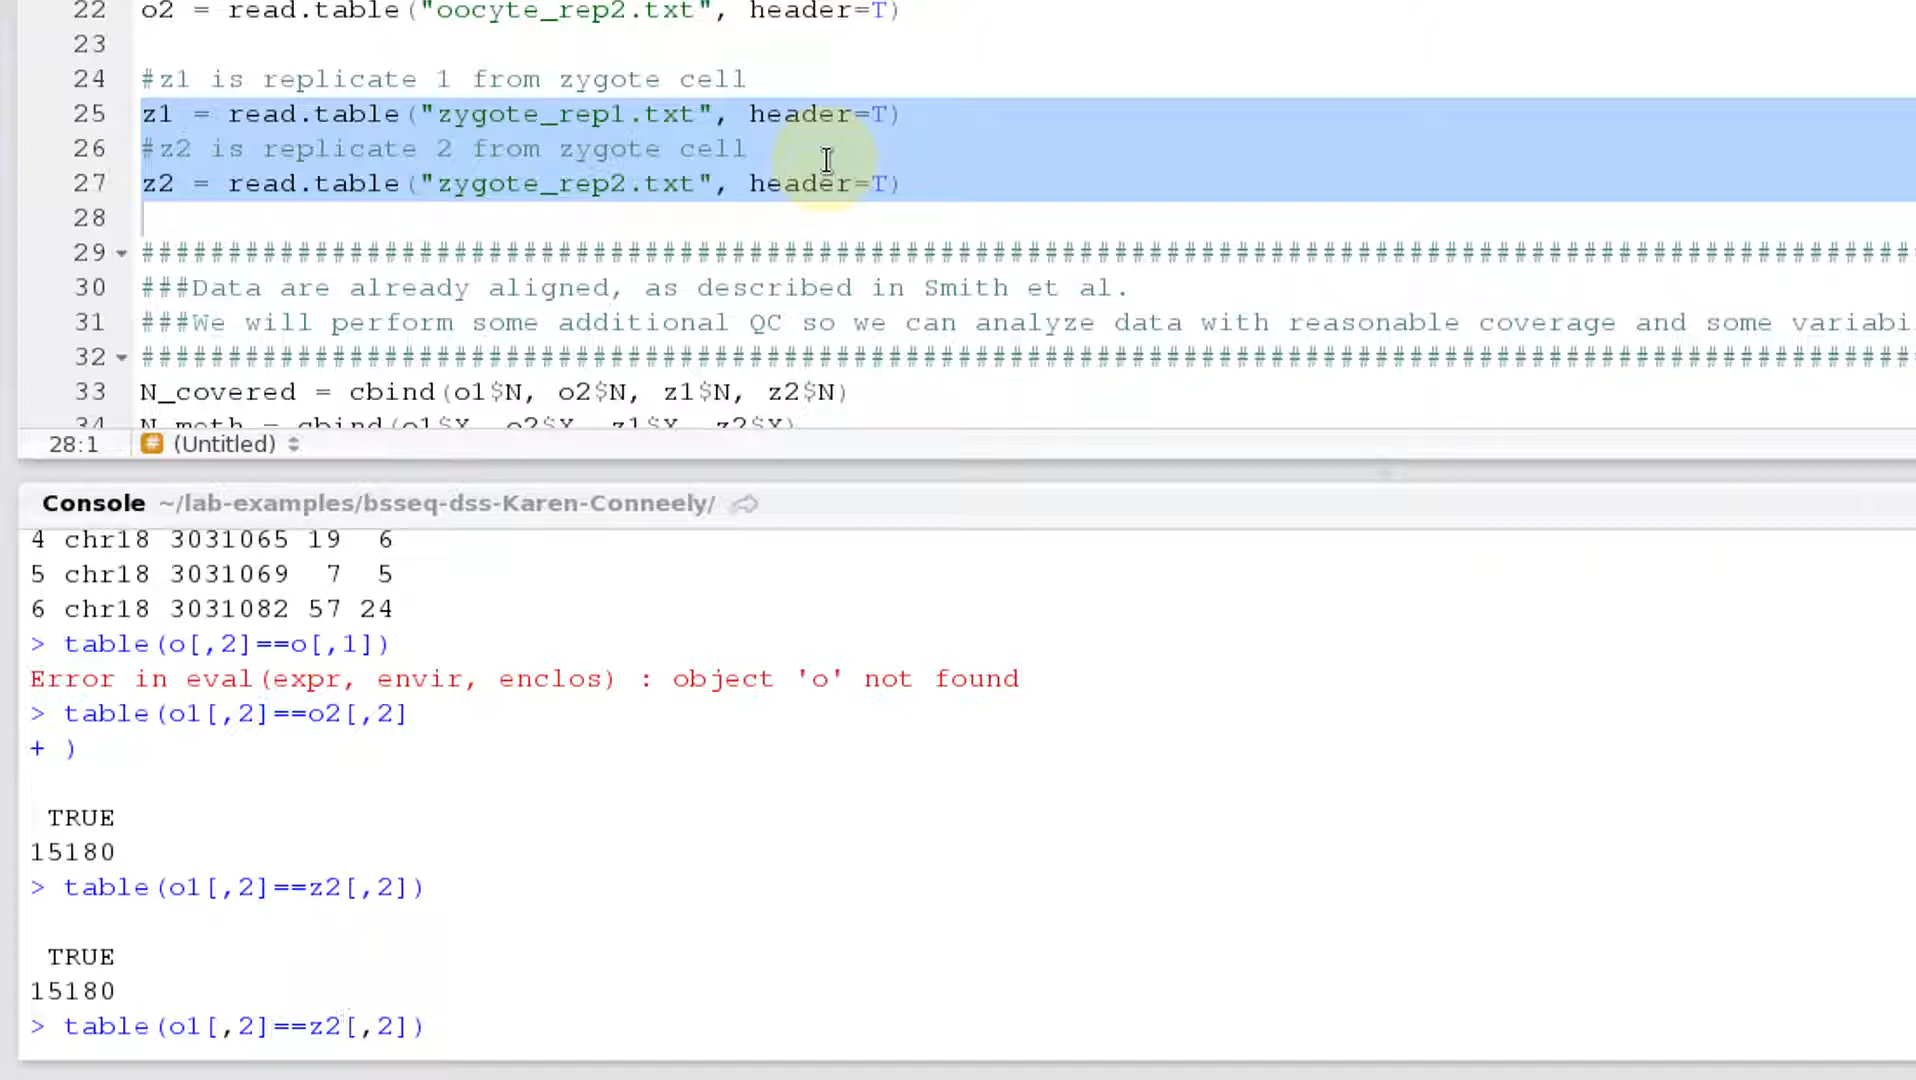 22 o2 = read.table("oocyte_rep2.txt", header=T)
23
24 #z1 is replicate 1 from zygote cell
25 z1 = read.table("zygote_rep1.txt", header=T)
26 #z2 is replicate 2 from zygote cell
27 z2 = read.table("zygote_rep2.txt", header=T)
28
29 ######################################################################################################
30 ###Data are already aligned, as described in Smith et al.
31 ###We will perform some additional QC so we can analyze data with reasonable coverage and some variabi
32 ######################################################################################################
33 N_covered = cbind(o1$N, o2$N, z1$N, z2$N)
34 N_meth = cbind(o1$X, o2$X, z1$X, z2$X)
28:1 # (Untitled)
Console ~/lab-examples/bsseq-dss-Karen-Conneely/
4 chr18 3031065 19 6
5 chr18 3031069 7 5
6 chr18 3031082 57 24
> table(o[,2]==o[,1])
Error in eval(expr, envir, enclos) : object 'o' not found
> table(o1[,2]==o2[,2]
+ )
TRUE
15180
> table(o1[,2]==z2[,2])
TRUE
15180
> table(o1[,2]==z2[,2])